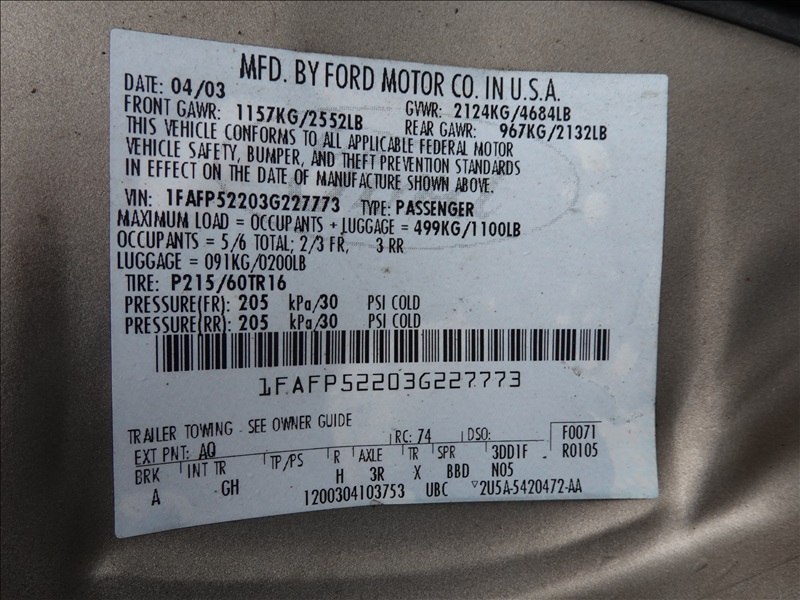 MFD. BY FORD MOTOR CO. IN U.S.A.
DATE: 04/03 GVWR: 2124KG/4684LB
FRONT GAWR: 1157KG/2552LB REAR GAWR: 967KG/2132LB
THIS VEHICLE CONFORMS TO ALL APPLICABLE FEDERAL MOTOR
VEHICLE SAFETY, BUMPER, AND THEFT PREVENTION STANDARDS
IN EFFECT ON THE DATE OF MANUFACTURE SHOWN ABOVE.
VIN: 1FAFP52203G227773 TYPE: PASSENGER
MAXIMUM LOAD = OCCUPANTS + LUGGAGE = 499KG/1100LB
OCCUPANTS = 5/6 TOTAL; 2/3 FR, 3 RR
LUGGAGE = 091KG/0200LB
TIRE: P215/60TR16
PRESSURE(FR): 205 kPa/30 PSI COLD
PRESSURE(RR): 205 kPa/30 PSI COLD
1FAFP52203G227773
TRAILER TOWING - SEE OWNER GUIDE
EXT PNT: AQ RC: 74 DSO: F0071
BRK INT TR TP/PS R AXLE TR SPR 3DD1F R0105
A GH H 3R X BBD N05
1200304103753 UBC ▽2U5A-5420472-AA